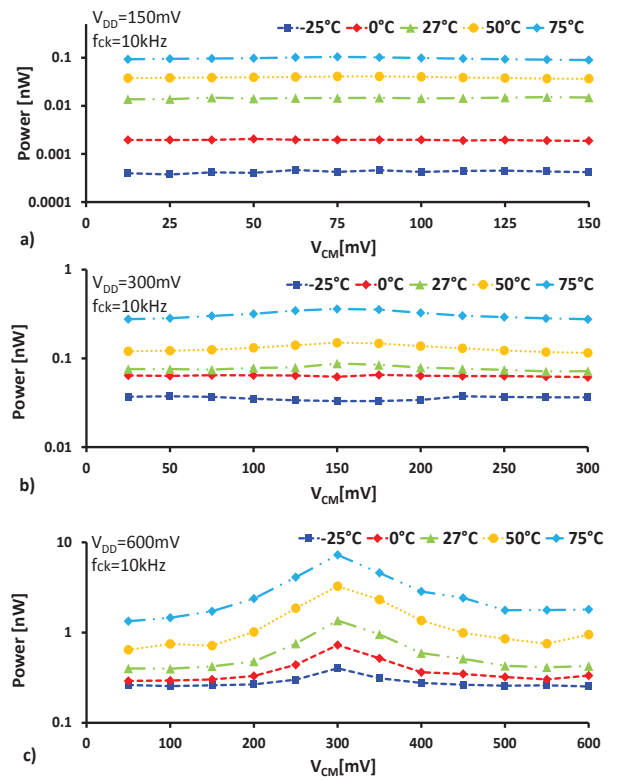 V_DD=150mV
f_ck=10kHz
-25°C 0°C 27°C 50°C 75°C
Power [nW]
0.1
0.01
0.001
0.0001
0 25 50 75 100 125 150
V_CM[mV]
a)
V_DD=300mV
f_ck=10kHz
-25°C 0°C 27°C 50°C 75°C
Power [nW]
1
0.1
0.01
0 50 100 150 200 250 300
V_CM[mV]
b)
V_DD=600mV
f_ck=10kHz
-25°C 0°C 27°C 50°C 75°C
Power [nW]
10
1
0.1
0 100 200 300 400 500 600
V_CM[mV]
c)